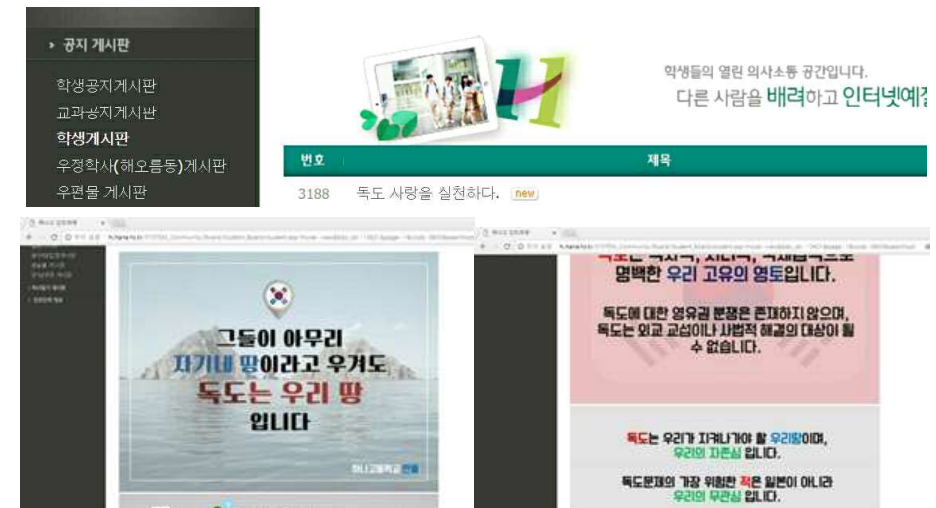 공지 게시판
학생공지게시판
교과공지게시판
학생게시판
우정학사(해오름동)게시판
우편물 게시판
학생들의 열린 의사소통 공간입니다.
다른 사람을 배려하고 인터넷예절
번호 제목
3188 독도 사랑을 실천하다. new
그들이 아무리
자기네 땅이라고 우겨도
독도는 우리 땅
입니다
하나고등학교
명백한 우리 고유의 영토입니다.
독도에 대한 영유권 분쟁은 존재하지 않으며,
독도는 외교 교섭이나 사법적 해결의 대상이 될
수 없습니다.
독도는 우리가 지켜나가야 할 우리땅이며,
우리의 자존심 입니다.
독도문제의 가장 위험한 적은 일본이 아니라
우리의 무관심 입니다.